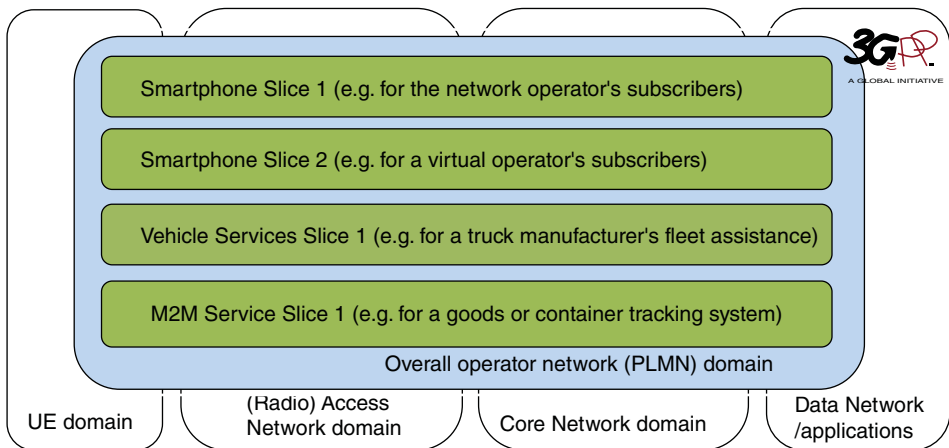 3GPP
A GLOBAL INITIATIVE
Smartphone Slice 1 (e.g. for the network operator's subscribers)
Smartphone Slice 2 (e.g. for a virtual operator's subscribers)
Vehicle Services Slice 1 (e.g. for a truck manufacturer's fleet assistance)
M2M Service Slice 1 (e.g. for a goods or container tracking system)
Overall operator network (PLMN) domain
UE domain
(Radio) Access
Network domain
Core Network domain
Data Network
/applications